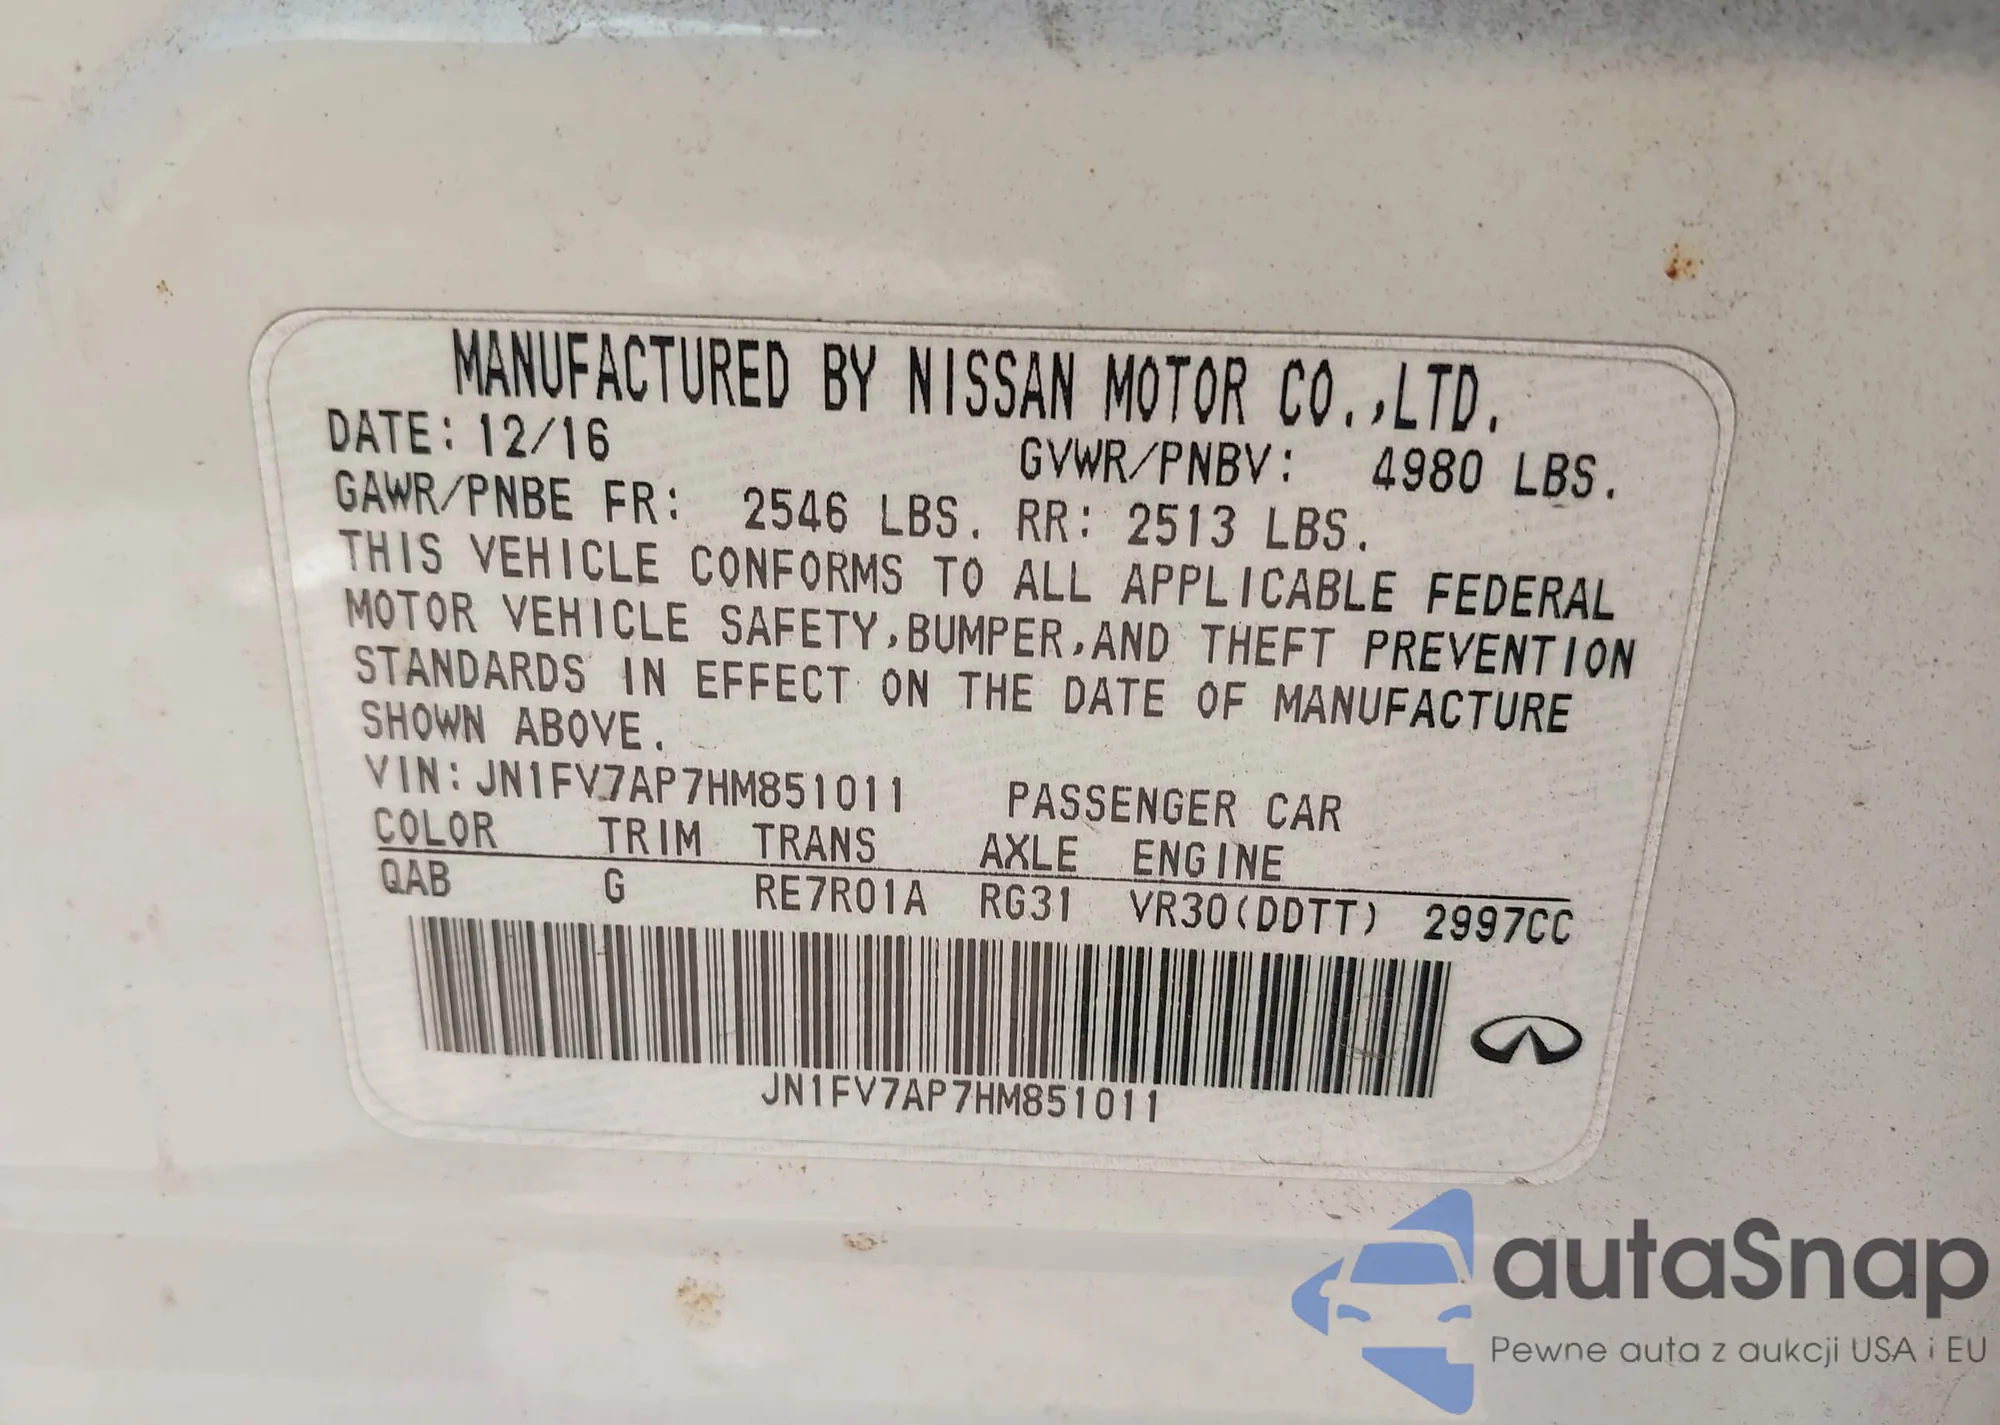 MANUFACTURED BY NISSAN MOTOR CO.,LTD.
DATE: 12/16 GVWR/PNBV: 4980 LBS.
GAWR/PNBE FR: 2546 LBS. RR: 2513 LBS.
THIS VEHICLE CONFORMS TO ALL APPLICABLE FEDERAL
MOTOR VEHICLE SAFETY,BUMPER,AND THEFT PREVENTION
STANDARDS IN EFFECT ON THE DATE OF MANUFACTURE
SHOWN ABOVE.
VIN: JN1FV7AP7HM851011 PASSENGER CAR
COLOR TRIM TRANS AXLE ENGINE
QAB G RE7R01A RG31 VR30(DDTT) 2997CC
JN1FV7AP7HM851011
autaSnap
Pewne auta z aukcji USA i EU